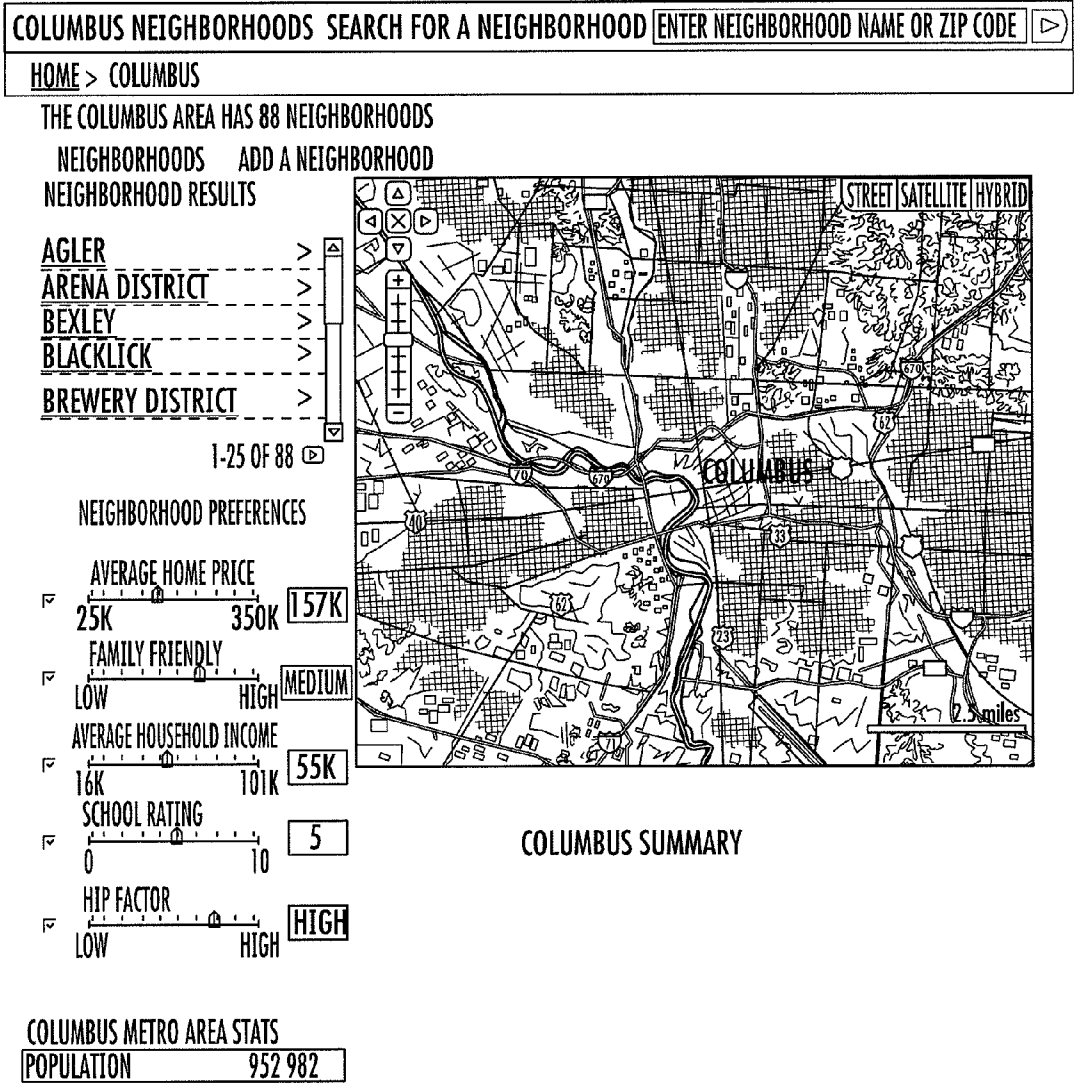 COLUMBUS NEIGHBORHOODS SEARCH FOR A NEIGHBORHOOD ENTER NEIGHBORHOOD NAME OR ZIP CODE
HOME > COLUMBUS
THE COLUMBUS AREA HAS 88 NEIGHBORHOODS
NEIGHBORHOODS ADD A NEIGHBORHOOD
NEIGHBORHOOD RESULTS
AGLER >
ARENA DISTRICT >
BEXLEY >
BLACKLICK >
BREWERY DISTRICT >
1-25 OF 88
NEIGHBORHOOD PREFERENCES
AVERAGE HOME PRICE
25K 350K 157K
FAMILY FRIENDLY
LOW HIGH MEDIUM
AVERAGE HOUSEHOLD INCOME
16K 101K 55K
SCHOOL RATING
0 10 5
HIP FACTOR
LOW HIGH HIGH
COLUMBUS METRO AREA STATS
POPULATION 952 982
STREET SATELLITE HYBRID
670
62
COLUMBUS
70
670
40
33
62
23
71
2.5 miles
COLUMBUS SUMMARY